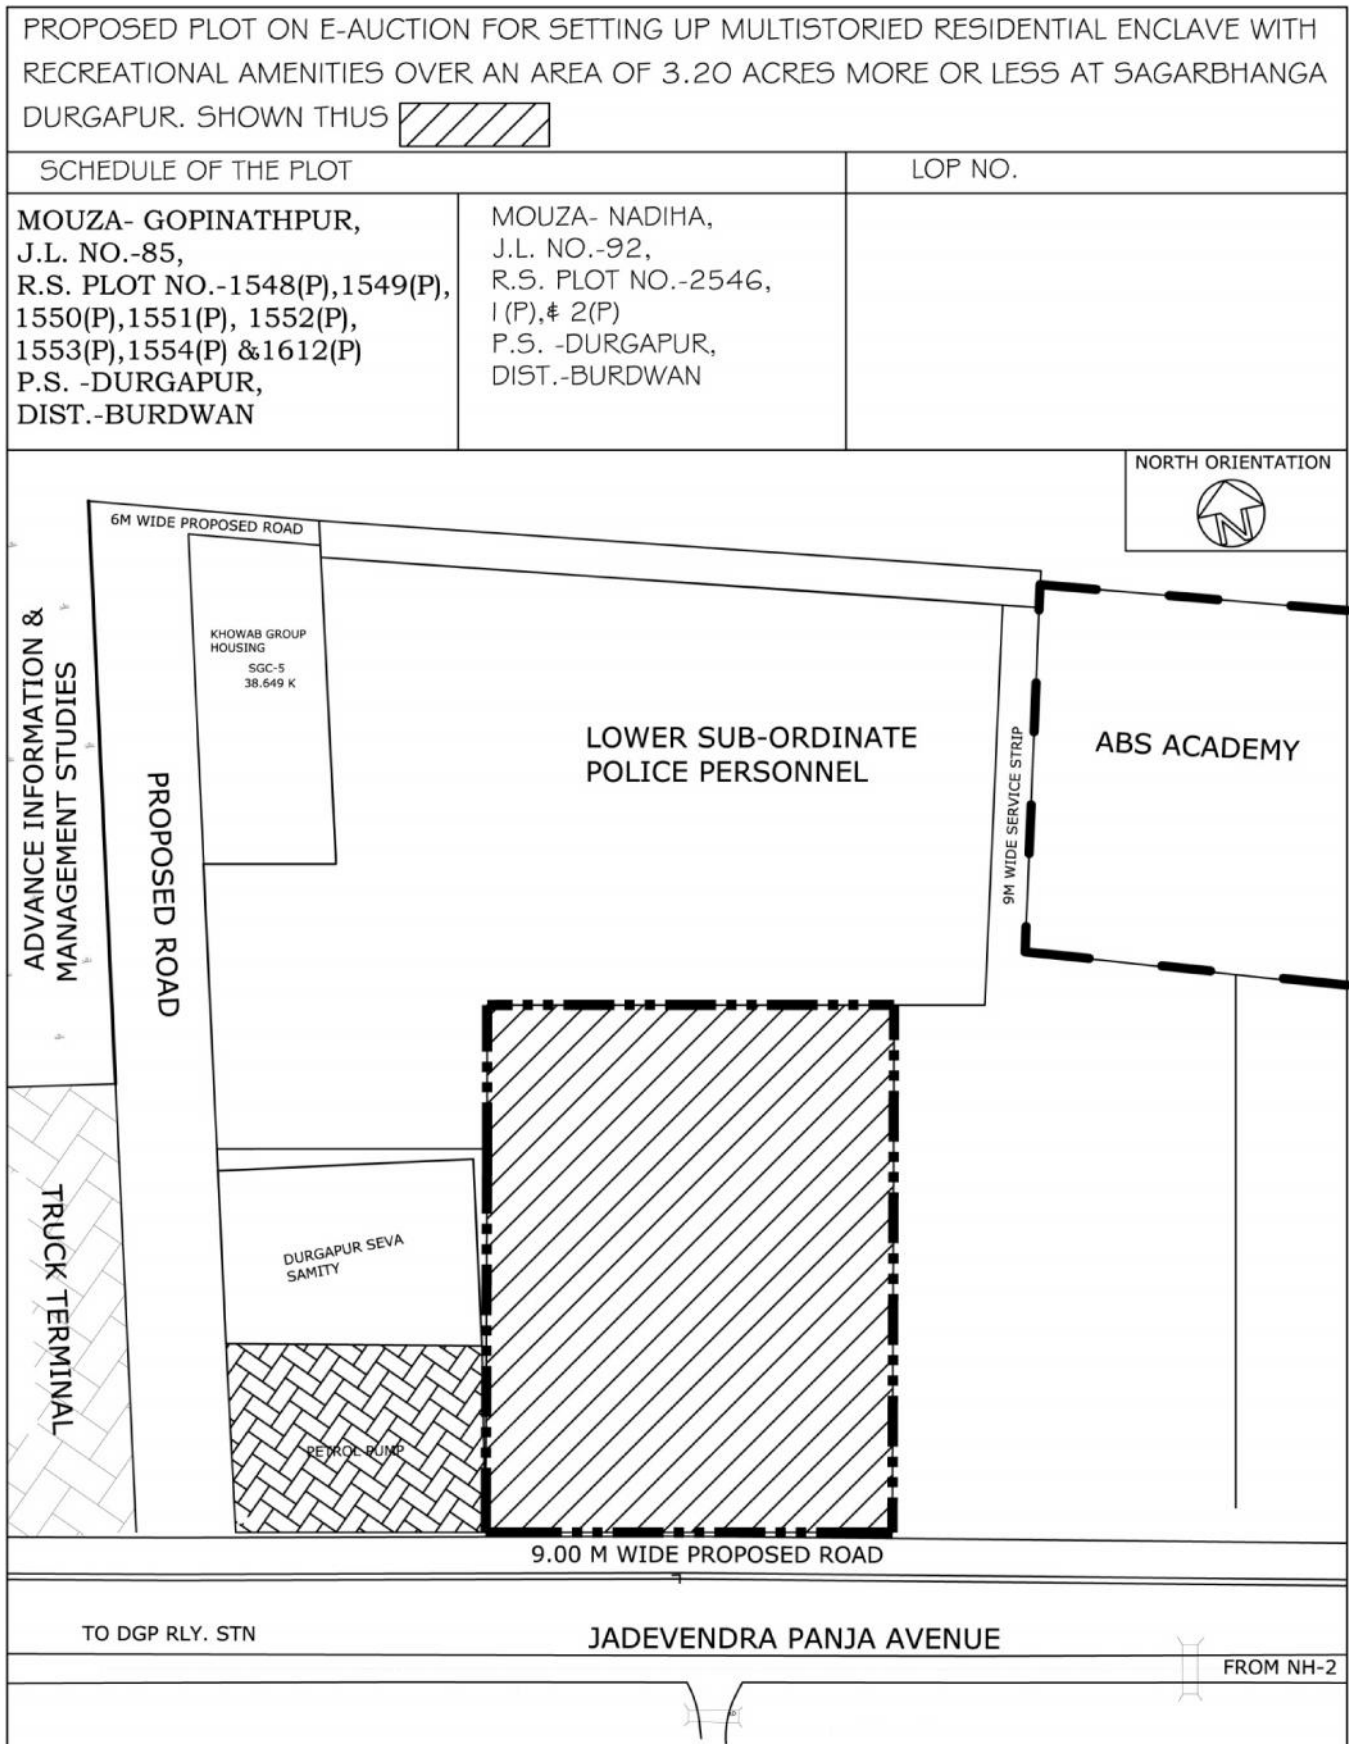 PROPOSED PLOT ON E-AUCTION FOR SETTING UP MULTISTORIED RESIDENTIAL ENCLAVE WITH
RECREATIONAL AMENITIES OVER AN AREA OF 3.20 ACRES MORE OR LESS AT SAGARBHANGA
DURGAPUR. SHOWN THUS
SCHEDULE OF THE PLOT
LOP NO.
MOUZA- GOPINATHPUR,
J.L. NO.-85,
R.S. PLOT NO.-1548(P),1549(P),
1550(P),1551(P), 1552(P),
1553(P),1554(P) &1612(P)
P.S. -DURGAPUR,
DIST.-BURDWAN
MOUZA- NADIHA,
J.L. NO.-92,
R.S. PLOT NO.-2546,
1(P),& 2(P)
P.S. -DURGAPUR,
DIST.-BURDWAN
NORTH ORIENTATION
N
6M WIDE PROPOSED ROAD
KHOWAB GROUP
HOUSING
SGC-5
38.649 K
ADVANCE INFORMATION &
MANAGEMENT STUDIES
PROPOSED ROAD
LOWER SUB-ORDINATE
POLICE PERSONNEL
9M WIDE SERVICE STRIP
ABS ACADEMY
TRUCK TERMINAL
DURGAPUR SEVA
SAMITY
PETROL PUMP
9.00 M WIDE PROPOSED ROAD
TO DGP RLY. STN
JADEVENDRA PANJA AVENUE
FROM NH-2